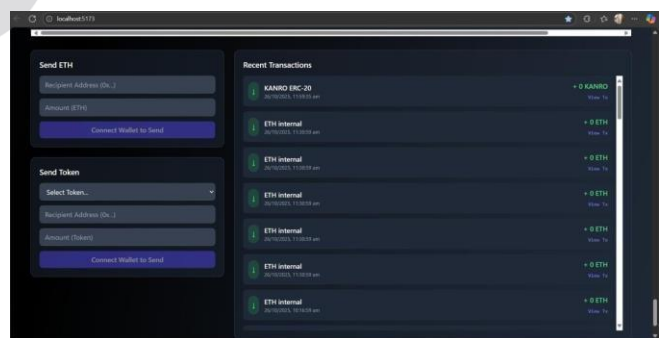 localhost:5173
Send ETH
Recipient Address (0x...)
Amount (ETH)
Connect Wallet to Send
Send Token
Select Token...
Recipient Address (0x...)
Amount (Token)
Connect Wallet to Send
Recent Transactions
KANRO ERC-20
+ 0 KANRO
View Tx
ETH internal
+ 0 ETH
View Tx
ETH internal
+ 0 ETH
View Tx
ETH internal
+ 0 ETH
View Tx
ETH internal
+ 0 ETH
View Tx
ETH internal
+ 0 ETH
View Tx
ETH internal
+ 0 ETH
View Tx